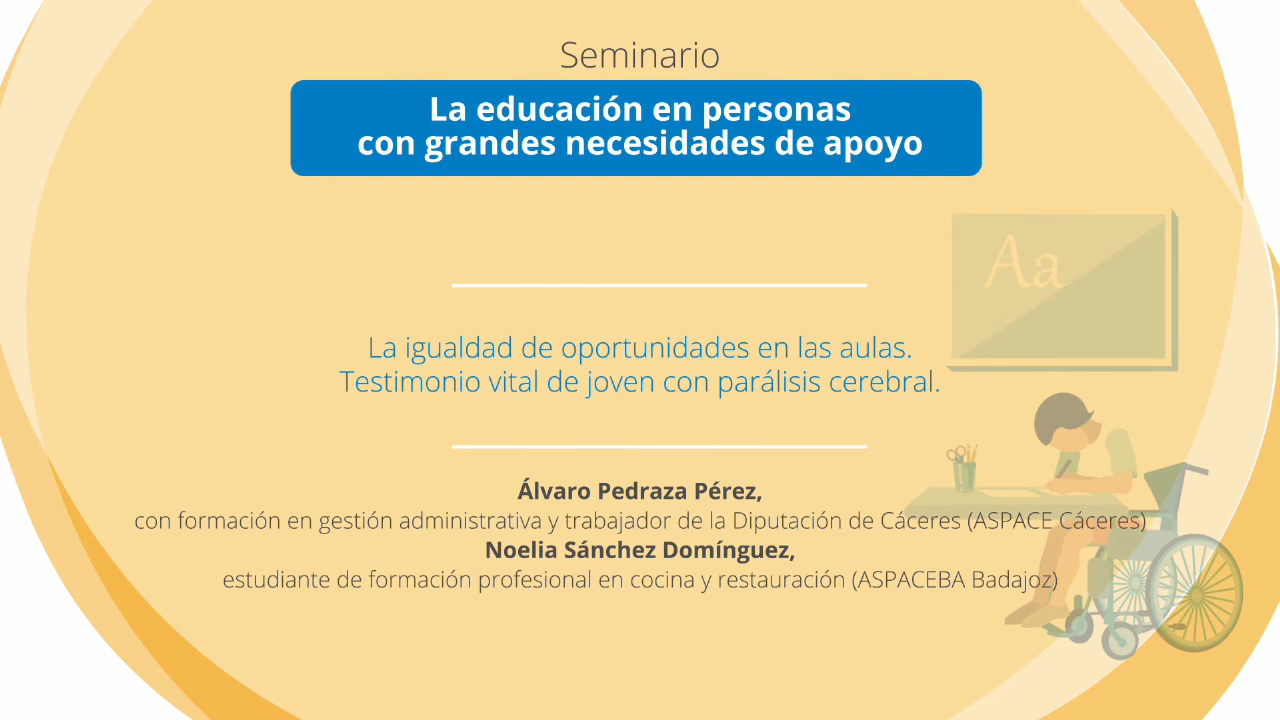 Seminario
La educación en personas
con grandes necesidades de apoyo
Aa
La igualdad de oportunidades en las aulas.
Testimonio vital de joven con parálisis cerebral.
Álvaro Pedraza Pérez,
con formación en gestión administrativa y trabajador de la Diputación de Cáceres (ASPACE Cáceres)
Noelia Sánchez Domínguez,
estudiante de formación profesional en cocina y restauración (ASPACEBA Badajoz)